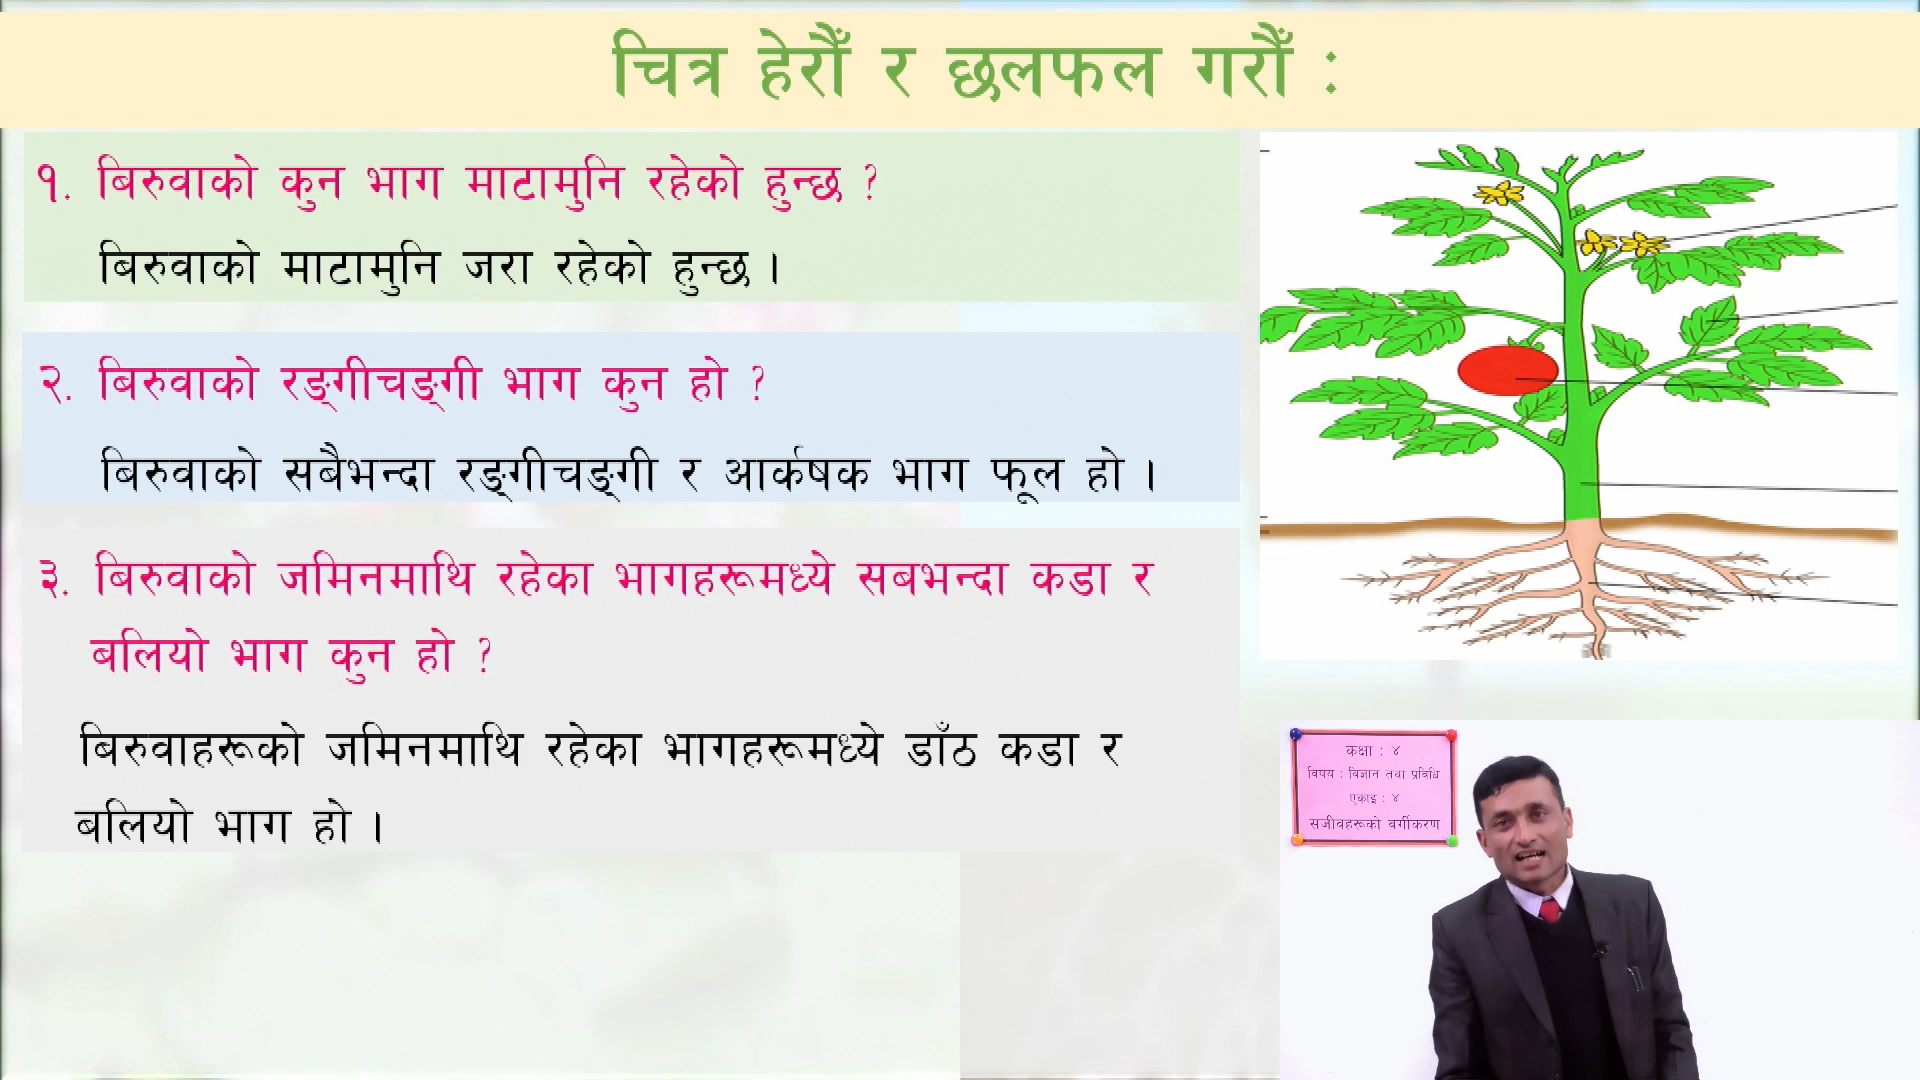 चित्र हेरौँ र छलफल गरौँ :
१. बिरुवाको कुन भाग माटामुनि रहेको हुन्छ ?
बिरुवाको माटामुनि जरा रहेको हुन्छ ।
२. बिरुवाको रङ्गीचङ्गी भाग कुन हो ?
बिरुवाको सबैभन्दा रङ्गीचङ्गी र आर्कषक भाग फूल हो ।
३. बिरुवाको जमिनमाथि रहेका भागहरूमध्ये सबभन्दा कडा र
बलियो भाग कुन हो ?
बिरुवाहरूको जमिनमाथि रहेका भागहरूमध्ये डाँठ कडा र
बलियो भाग हो ।
कक्षा : ४
विषय : विज्ञान तथा प्रविधि
एकाइ : ४
सजीवहरूको वर्गीकरण